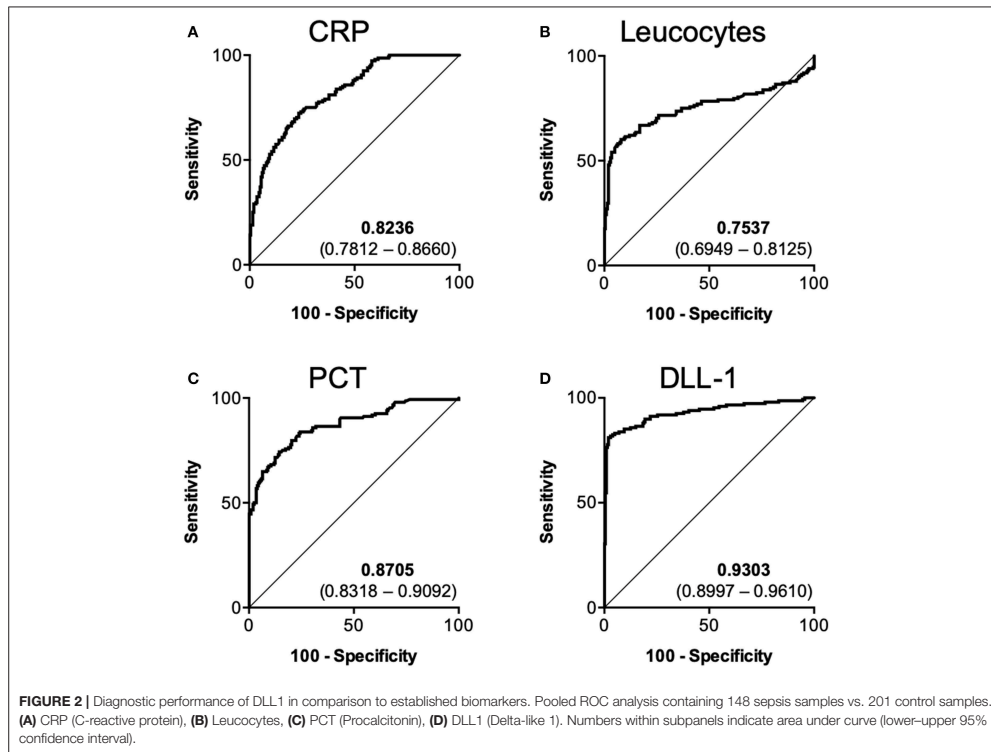 A
CRP
100
50
0
Sensitivity
0.8236
(0.7812 – 0.8660)
0
50
100
100 - Specificity
B
Leucocytes
100
50
0
Sensitivity
0.7537
(0.6949 – 0.8125)
0
50
100
100 - Specificity
C
PCT
100
50
0
Sensitivity
0.8705
(0.8318 – 0.9092)
0
50
100
100 - Specificity
D
DLL-1
100
50
0
Sensitivity
0.9303
(0.8997 – 0.9610)
0
50
100
100 - Specificity
FIGURE 2 | Diagnostic performance of DLL1 in comparison to established biomarkers. Pooled ROC analysis containing 148 sepsis samples vs. 201 control samples.
(A) CRP (C-reactive protein), (B) Leucocytes, (C) PCT (Procalcitonin), (D) DLL1 (Delta-like 1). Numbers within subpanels indicate area under curve (lower–upper 95%
confidence interval).